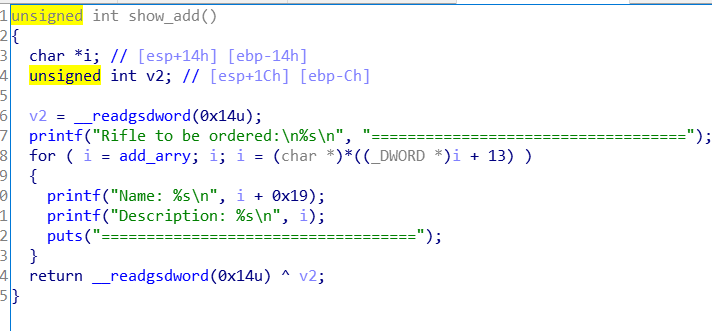 1 unsigned int show_add()
2 {
3   char *i; // [esp+14h] [ebp-14h]
4   unsigned int v2; // [esp+1Ch] [ebp-Ch]
5
6   v2 = __readgsdword(0x14u);
7   printf("Rifle to be ordered:\n%s\n", "===================================");
8   for ( i = add_arry; i; i = (char *)*((_DWORD *)i + 13) )
9   {
0     printf("Name: %s\n", i + 0x19);
1     printf("Description: %s\n", i);
2     puts("===================================");
3   }
4   return __readgsdword(0x14u) ^ v2;
5 }